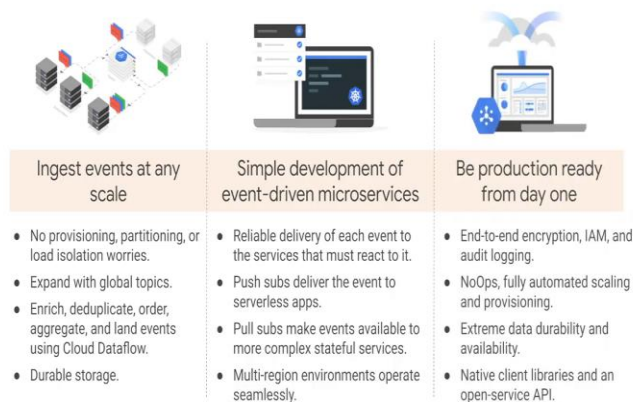 Ingest events at any
scale
• No provisioning, partitioning, or
load isolation worries.
• Expand with global topics.
• Enrich, deduplicate, order,
aggregate, and land events
using Cloud Dataflow.
• Durable storage.
Simple development of
event-driven microservices
• Reliable delivery of each event to
the services that must react to it.
• Push subs deliver the event to
serverless apps.
• Pull subs make events available to
more complex stateful services.
• Multi-region environments operate
seamlessly.
Be production ready
from day one
• End-to-end encryption, IAM, and
audit logging.
• NoOps, fully automated scaling
and provisioning.
• Extreme data durability and
availability.
• Native client libraries and an
open-service API.